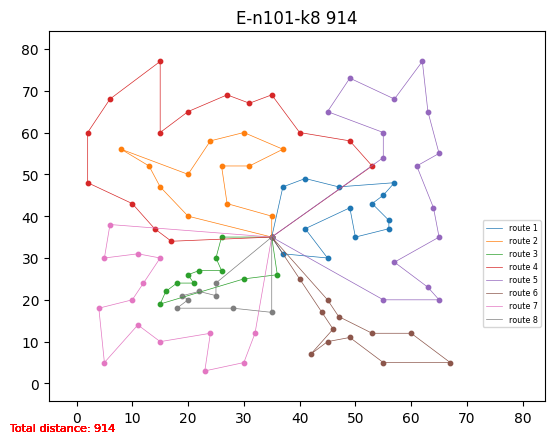 E-n101-k8 914
80
70
60
50
40
30
20
10
0
route 1
route 2
route 3
route 4
route 5
route 6
route 7
route 8
0 10 20 30 40 50 60 70 80
Total distance: 914